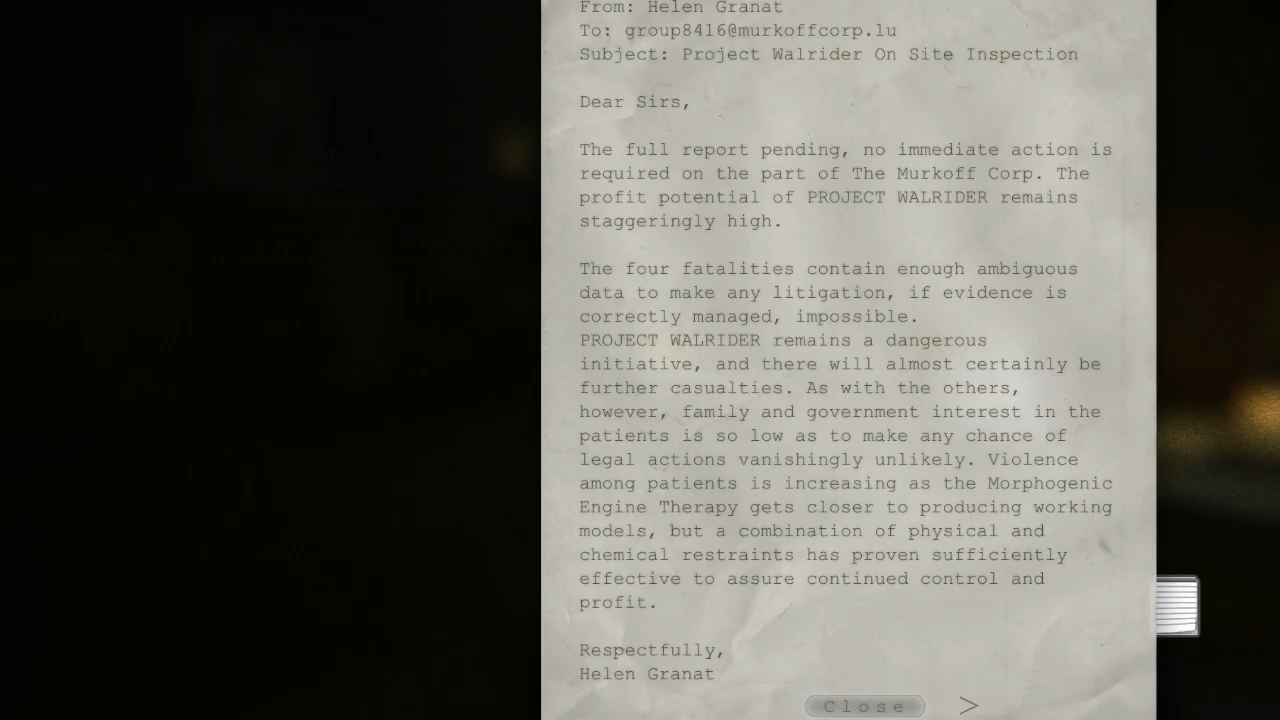 From: Helen Granat
To: group8416@murkoffcorp.lu
Subject: Project Walrider On Site Inspection
Dear Sirs,
The full report pending, no immediate action is
required on the part of The Murkoff Corp. The
profit potential of PROJECT WALRIDER remains
staggeringly high.
The four fatalities contain enough ambiguous
data to make any litigation, if evidence is
correctly managed, impossible.
PROJECT WALRIDER remains a dangerous
initiative, and there will almost certainly be
further casualties. As with the others,
however, family and government interest in the
patients is so low as to make any chance of
legal actions vanishingly unlikely. Violence
among patients is increasing as the Morphogenic
Engine Therapy gets closer to producing working
models, but a combination of physical and
chemical restraints has proven sufficiently
effective to assure continued control and
profit.
Respectfully,
Helen Granat
Close >